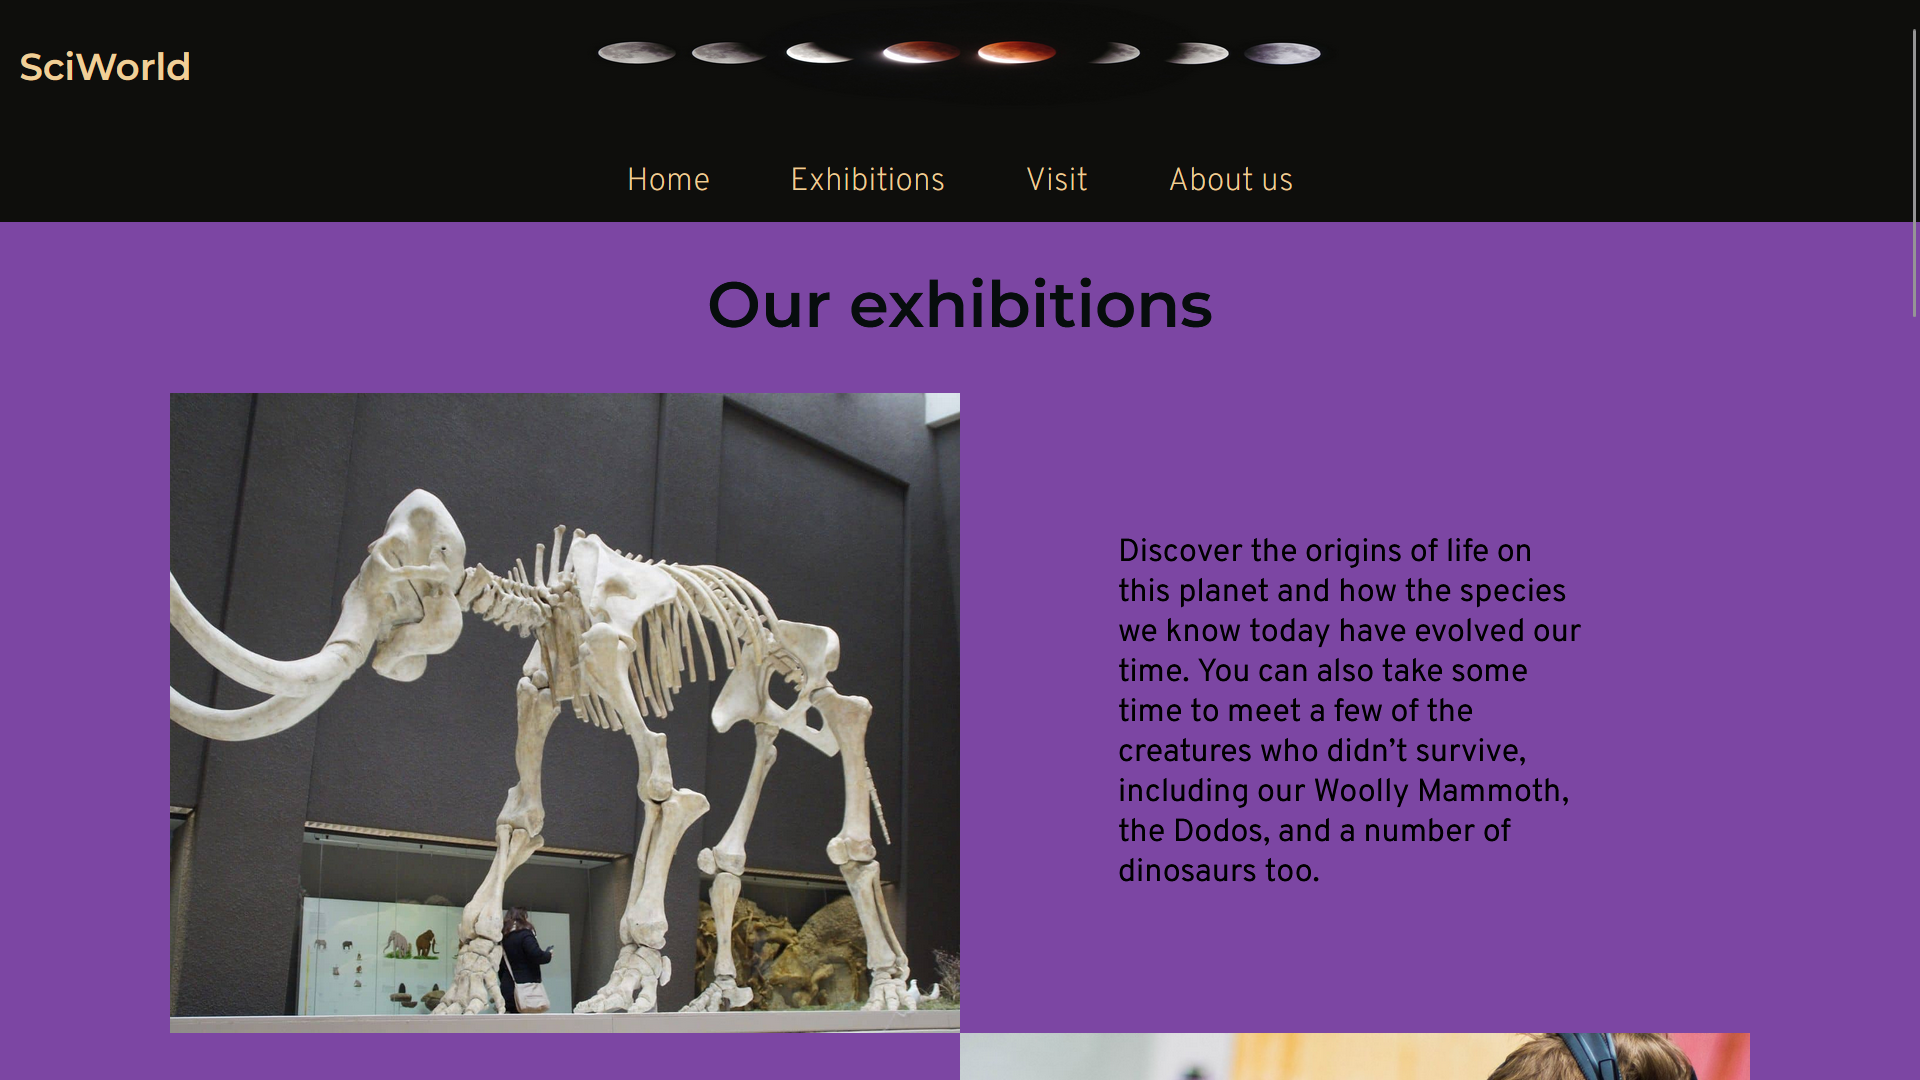 SciWorld
Home Exhibitions Visit About us
Our exhibitions
Discover the origins of life on
this planet and how the species
we know today have evolved our
time. You can also take some
time to meet a few of the
creatures who didn’t survive,
including our Woolly Mammoth,
the Dodos, and a number of
dinosaurs too.